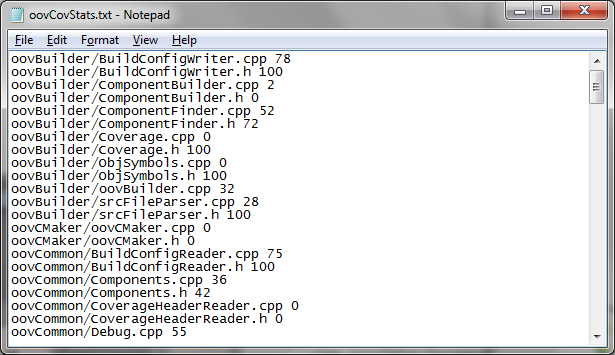 oovCovStats.txt - Notepad
File Edit Format View Help
oovBuilder/BuildConfigWriter.cpp 78
oovBuilder/BuildConfigWriter.h 100
oovBuilder/ComponentBuilder.cpp 2
oovBuilder/ComponentBuilder.h 0
oovBuilder/ComponentFinder.cpp 52
oovBuilder/ComponentFinder.h 72
oovBuilder/Coverage.cpp 0
oovBuilder/Coverage.h 100
oovBuilder/ObjSymbols.cpp 0
oovBuilder/ObjSymbols.h 100
oovBuilder/oovBuilder.cpp 32
oovBuilder/srcFileParser.cpp 28
oovBuilder/srcFileParser.h 100
oovCMaker/oovCMaker.cpp 0
oovCMaker/oovCMaker.h 0
oovCommon/BuildConfigReader.cpp 75
oovCommon/BuildConfigReader.h 100
oovCommon/Components.cpp 36
oovCommon/Components.h 42
oovCommon/CoverageHeaderReader.cpp 0
oovCommon/CoverageHeaderReader.h 0
oovCommon/Debug.cpp 55